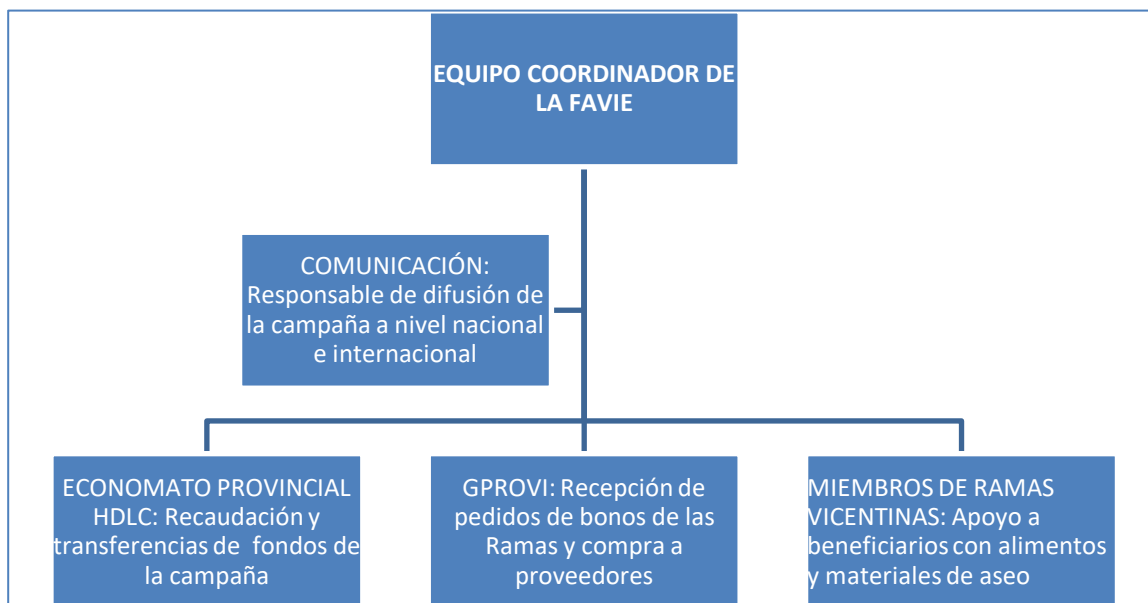 EQUIPO COORDINADOR DE
LA FAVIE
COMUNICACIÓN:
Responsable de difusión de
la campaña a nivel nacional
e internacional
ECONOMATO PROVINCIAL
HDLC: Recaudación y
transferencias de fondos de
la campaña
GPROVI: Recepción de
pedidos de bonos de las
Ramas y compra a
proveedores
MIEMBROS DE RAMAS
VICENTINAS: Apoyo a
beneficiarios con alimentos
y materiales de aseo